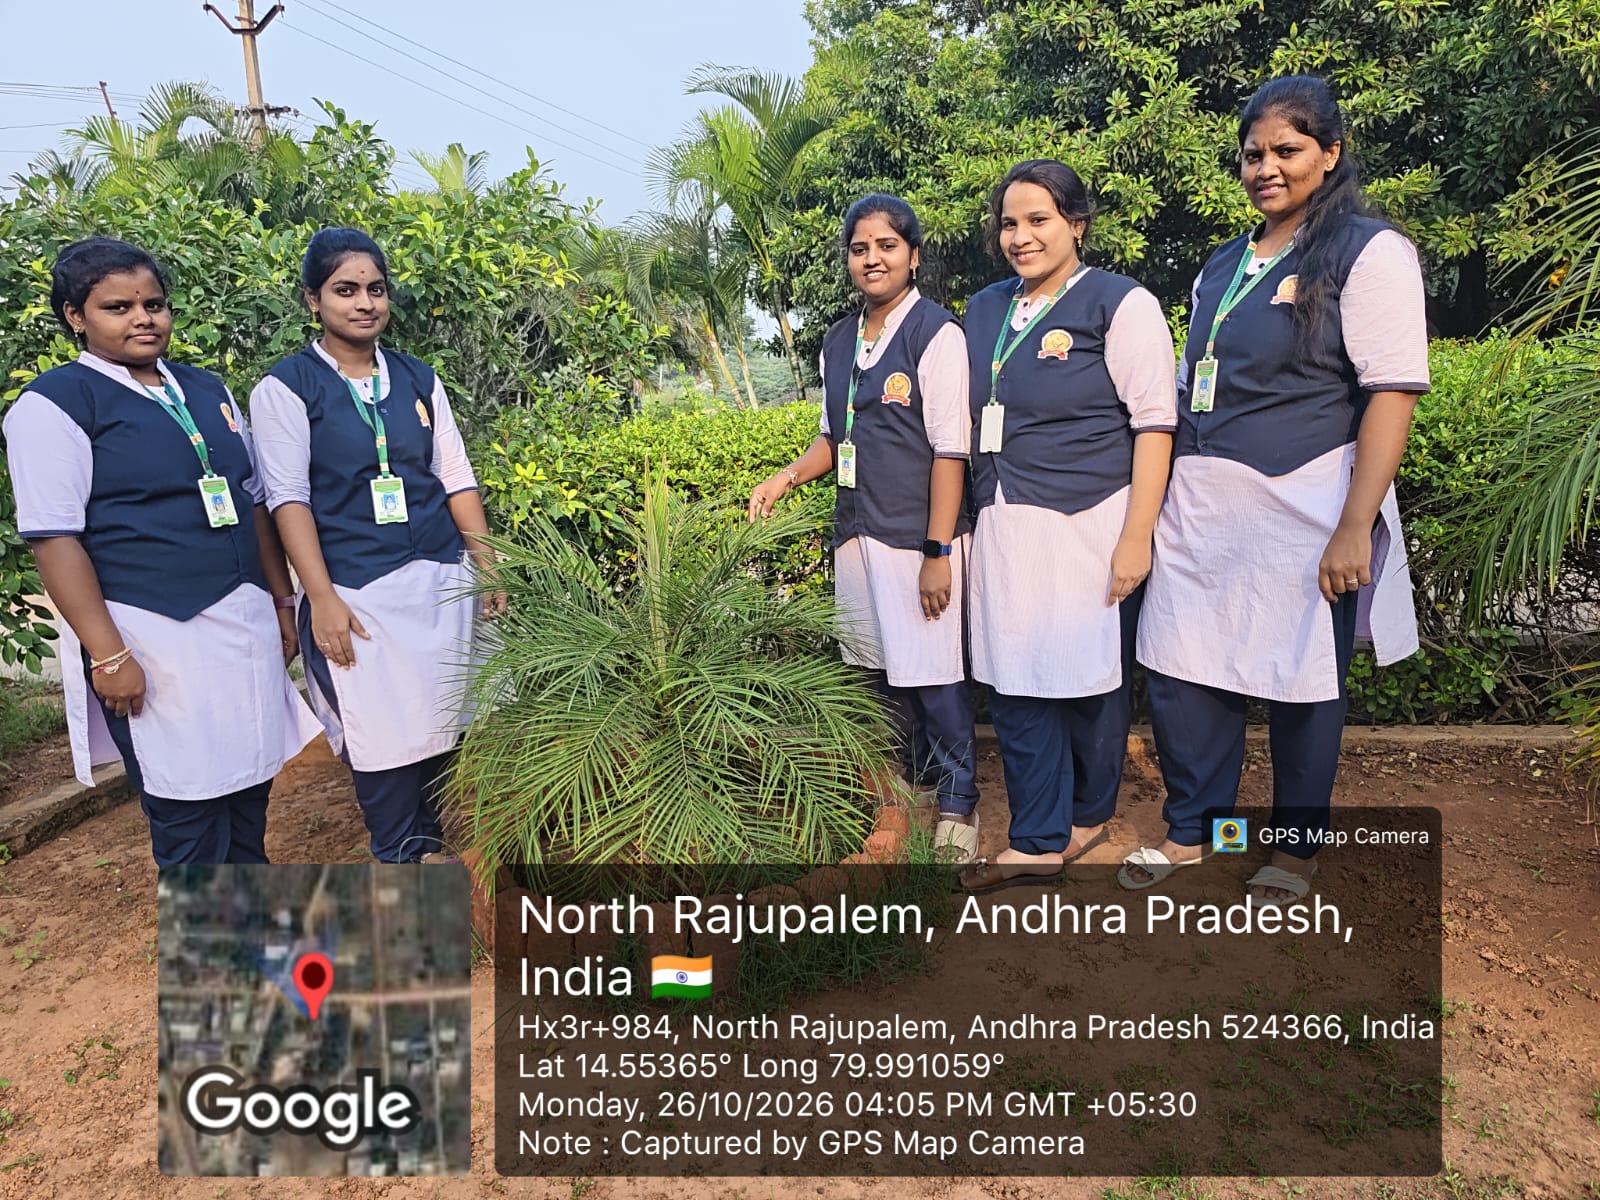 GPS Map Camera
North Rajupalem, Andhra Pradesh,
India
Hx3r+984, North Rajupalem, Andhra Pradesh 524366, India
Lat 14.55365° Long 79.991059°
Monday, 26/10/2026 04:05 PM GMT +05:30
Note : Captured by GPS Map Camera
Google